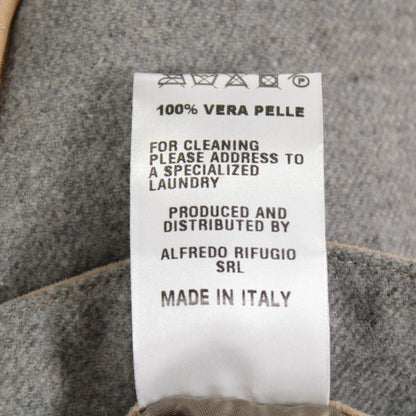 100% VERA PELLE
FOR CLEANING
PLEASE ADDRESS TO
A SPECIALIZED
LAUNDRY
PRODUCED AND
DISTRIBUTED BY
ALFREDO RIFUGIO
SRL
MADE IN ITALY